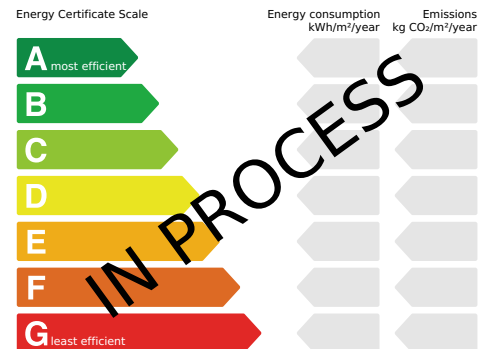 Energy Certificate Scale
Energy consumption
kWh/m²/year
Emissions
kg CO₂/m²/year
A most efficient
B
C
D
E
F
G least efficient
IN PROCESS